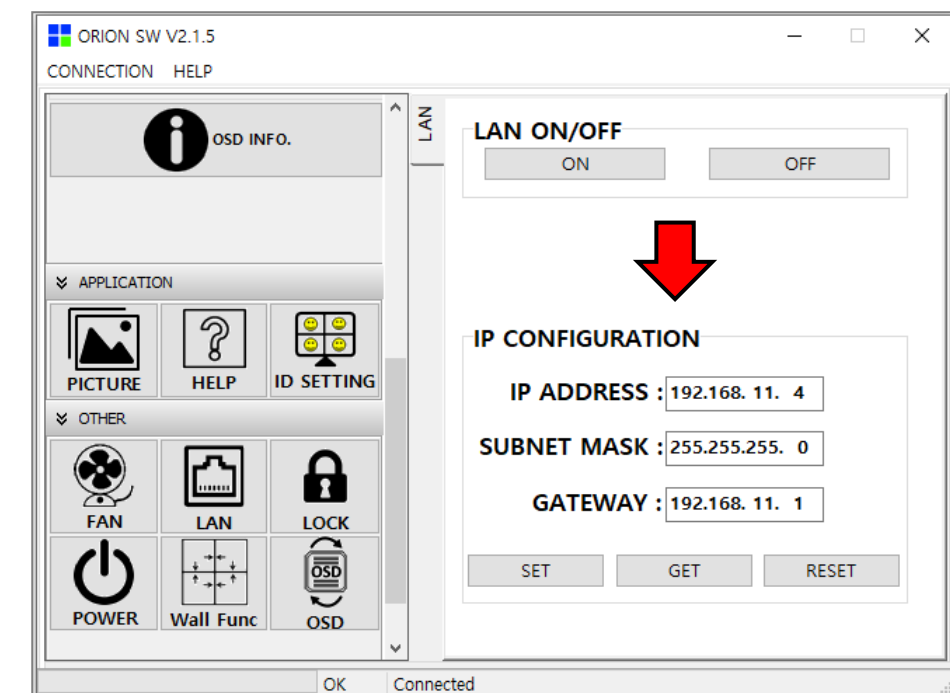 ORION SW V2.1.5
CONNECTION HELP
OSD INFO.
APPLICATION
PICTURE
HELP
ID SETTING
OTHER
FAN
LAN
LOCK
POWER
Wall Func
OSD
OSD
LAN
LAN ON/OFF
ON
OFF
IP CONFIGURATION
IP ADDRESS : 192.168. 11. 4
SUBNET MASK : 255.255.255. 0
GATEWAY : 192.168. 11. 1
SET
GET
RESET
OK
Connected